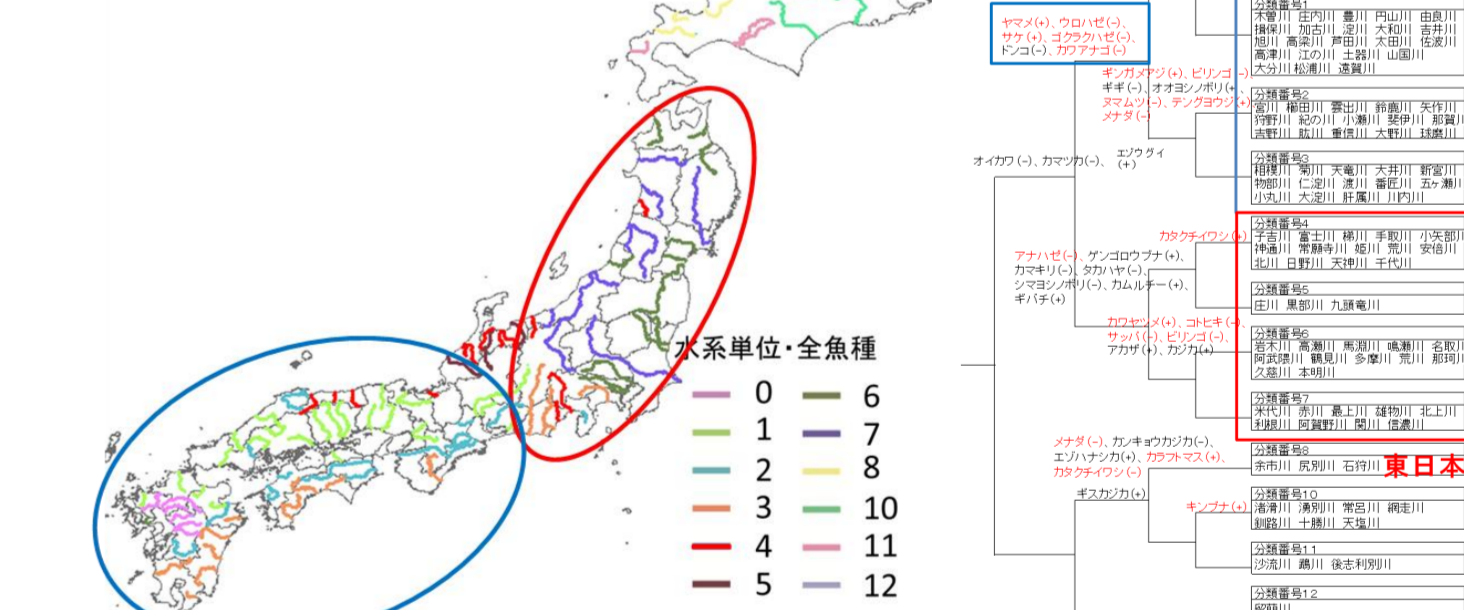 水系単位・全魚種
0
1
2
3
4
5
6
7
8
10
11
12
ヤマメ(+)、ウロハゼ(-)、
サケ(+)、ゴクラクハゼ(-)、
ドンコ(-)、カワアナゴ(-)
ギンガメアジ(+)、ビリンゴ(-)、
ギギ(-)、オオヨシノボリ(+)、
ヌマムツ(-)、テングヨウジ(+)、
メナダ(-)
オイカワ(-)、カマツカ(-)、
エゾウグイ
(+)
カタクチイワシ(+)
アナハゼ(-)、ゲンゴロウブナ(+)、
カマキリ(-)、タカハヤ(-)、
シマヨシノボリ(-)、カムルチー(+)、
ギバチ(+)
カワヤツメ(+)、コトヒキ(-)、
サッパ(-)、ビリンゴ(-)、
アカザ(+)、カジカ(+)
メナダ(-)、カンキョウカジカ(-)、
エゾハナシカ(+)、カラフトマス(+)、
カタクチイワシ(-)
ギスカジカ(+)
キンブナ(+)
分類番号1
木曽川 庄内川 豊川 円山川 由良川
揖保川 加古川 淀川 大和川 吉井川
旭川 高梁川 芦田川 太田川 佐波川
高津川 江の川 土器川 山国川
大分川 松浦川 遠賀川
分類番号2
宮川 櫛田川 雲出川 鈴鹿川 矢作川
狩野川 紀の川 小瀬川 斐伊川 那賀川
吉野川 肱川 重信川 大野川 球磨川
分類番号3
相模川 菊川 天竜川 大井川 新宮川
物部川 仁淀川 渡川 番匠川 五ヶ瀬川
小丸川 大淀川 肝属川 川内川
分類番号4
子吉川 富士川 梯川 手取川 小矢部川
神通川 常願寺川 姫川 荒川 安倍川
北川 日野川 天神川 千代川
分類番号5
庄川 黒部川 九頭竜川
分類番号6
岩木川 高瀬川 馬淵川 鳴瀬川 名取川
阿武隈川 鶴見川 多摩川 荒川 那珂川
久慈川 本明川
分類番号7
米代川 赤川 最上川 雄物川 北上川
利根川 阿賀野川 関川 信濃川
分類番号8
余市川 尻別川 石狩川
東日本
分類番号10
渚滑川 湧別川 常呂川 網走川
釧路川 十勝川 天塩川
分類番号11
沙流川 鵡川 後志利別川
分類番号12
留萌川